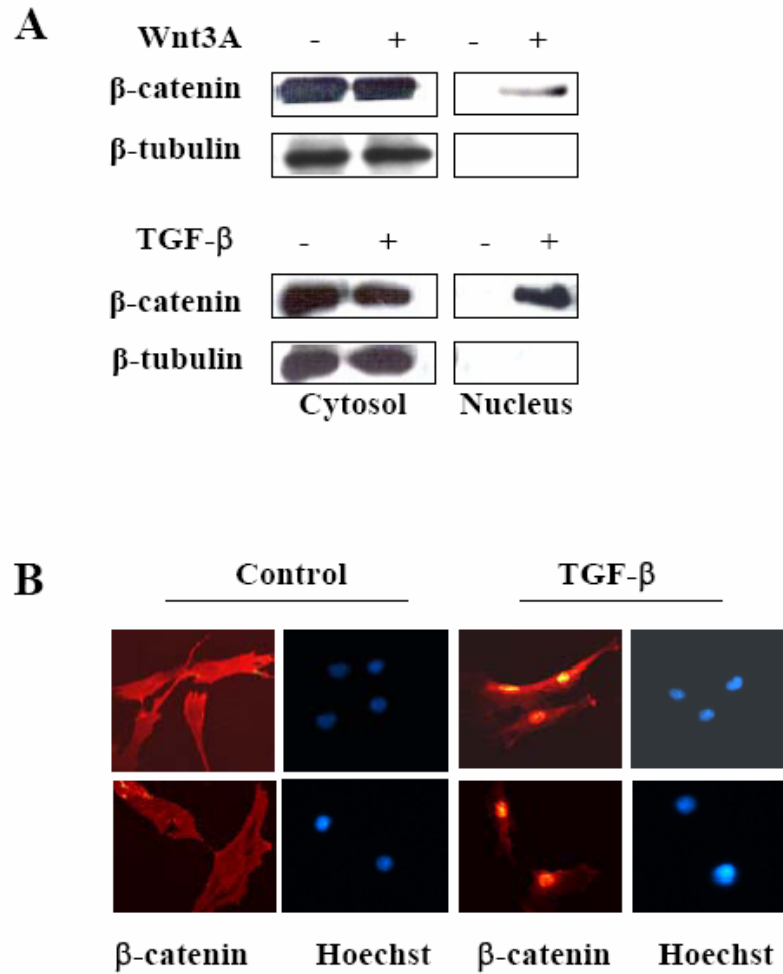 A
Wnt3A - + - +
β-catenin
β-tubulin
TGF-β - + - +
β-catenin
β-tubulin
Cytosol Nucleus
B
Control TGF-β
β-catenin Hoechst β-catenin Hoechst